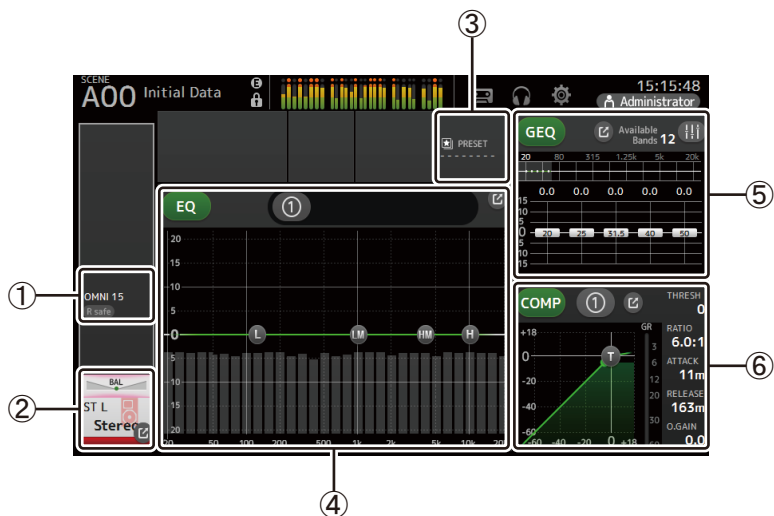 ③
SCENE
A00 Initial Data
E
15:15:48
Administrator
PRESET
GEQ
Available
Bands 12
20 80 315 1.25k 5k 20k
0.0 0.0 0.0 0.0 0.0
15
10
5
0 20 25 31.5 40 50
5
10
15
⑤
EQ ①
20
15
10
5
0 L LM HM H
5
10
15
20
20 50 100 200 500 1k 2k 5k 10k 20
④
①
OMNI 15
R safe
②
BAL
ST L
Stereo
COMP ①
THRESH
0
GR
RATIO
6.0:1
ATTACK
11m
RELEASE
163m
O.GAIN
0.0
+18
0
-20
-40
-60
T
-60 -40 -20 0 +18
3
6
12
20
30
60
⑥